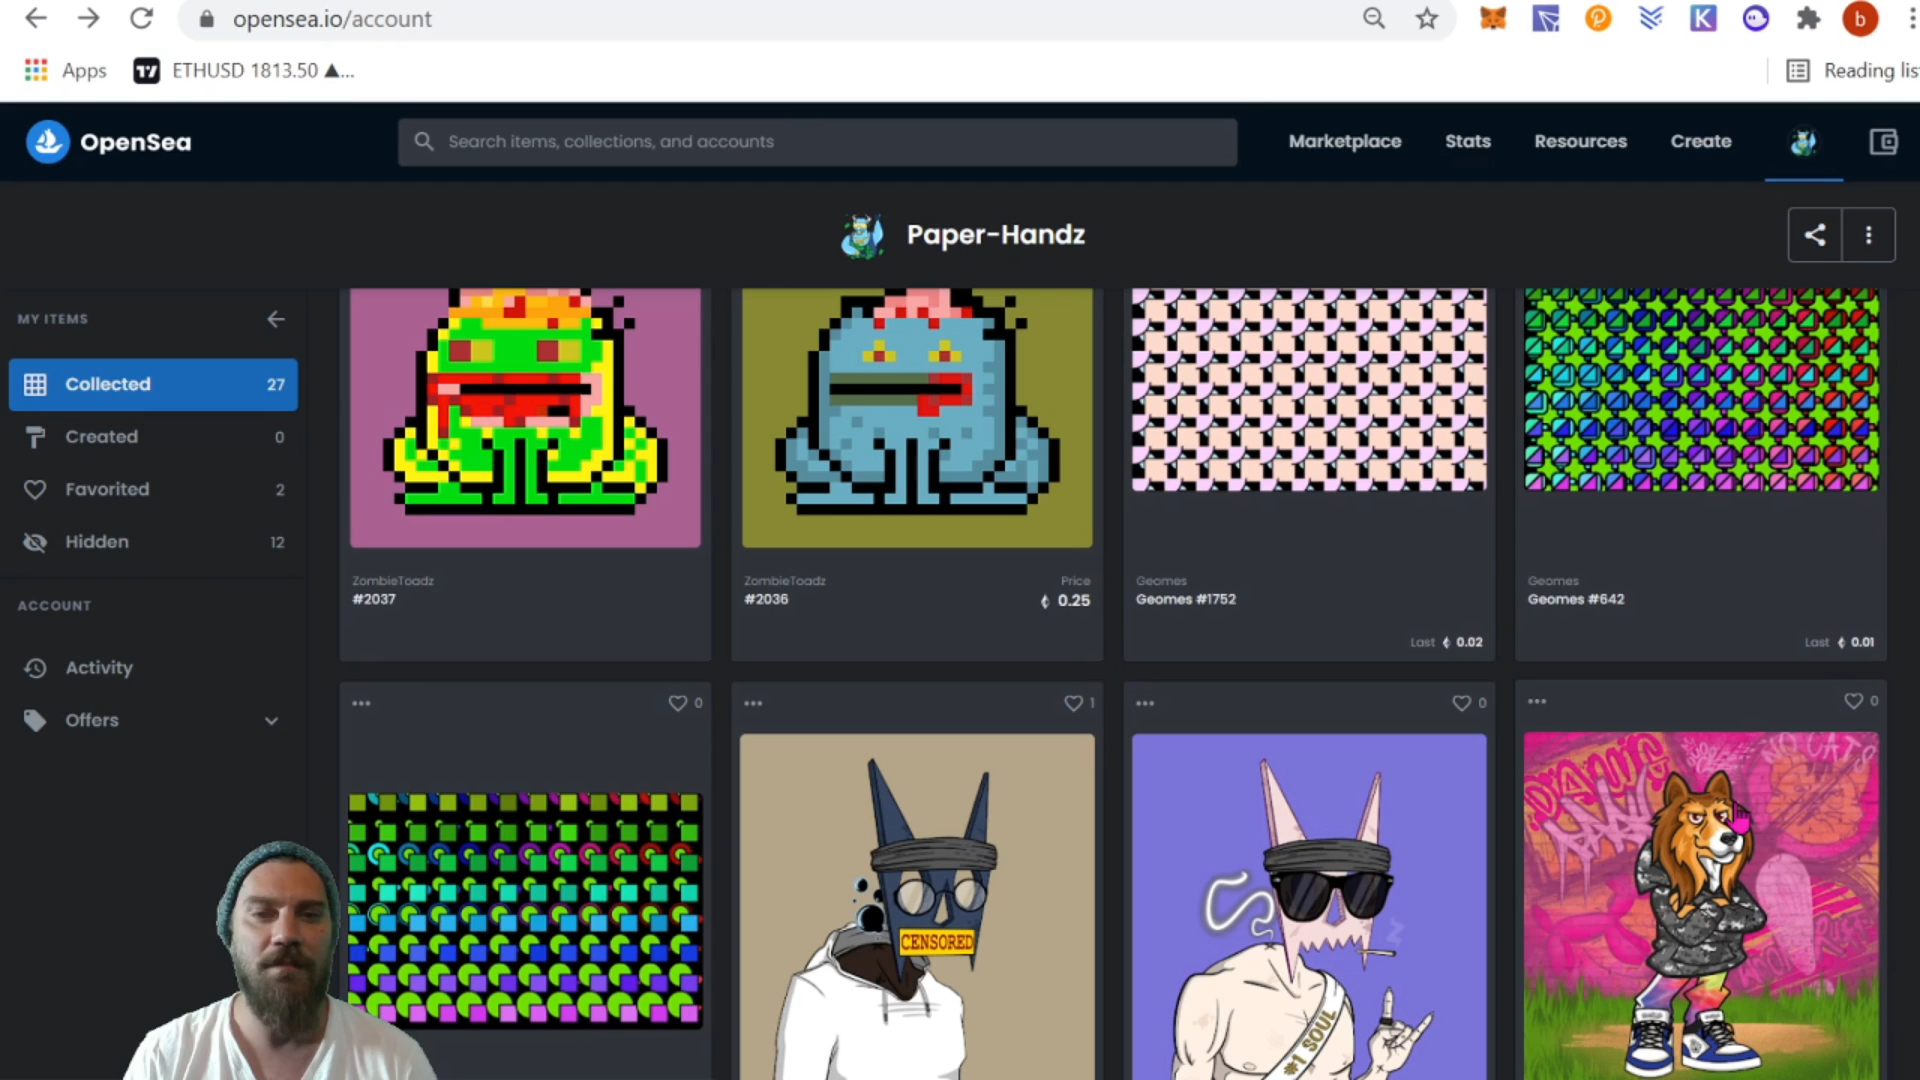 opensea.io/account
Apps
ETHUSD 1813.50 ▲...
Reading lis
OpenSea
Search items, collections, and accounts
Marketplace
Stats
Resources
Create
Paper-Handz
MY ITEMS
Collected 27
Created 0
Favorited 2
Hidden 12
ACCOUNT
Activity
Offers
ZombieToadz
#2037
ZombieToadz
#2036
Price
0.25
Geomes
Geomes #1752
Last 0.02
Geomes
Geomes #642
Last 0.01
0
1
0
0
CENSORED
#1 SOUL
NO CATS